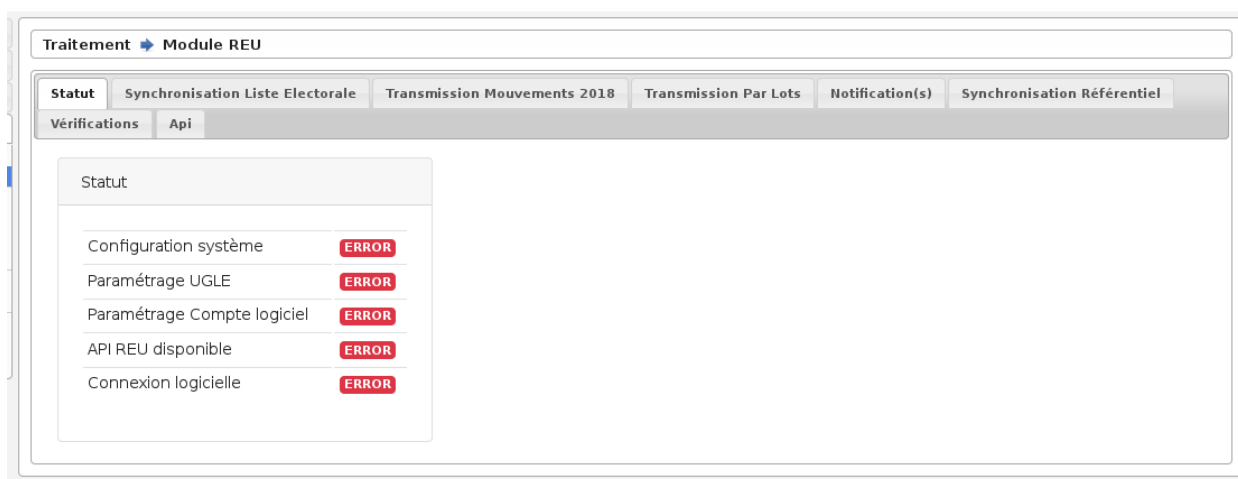 Traitement Module REU
Statut Synchronisation Liste Electorale Transmission Mouvements 2018 Transmission Par Lots Notification(s) Synchronisation Référentiel
Vérifications Api
Statut
Configuration système ERROR
Paramétrage UGLE ERROR
Paramétrage Compte logiciel ERROR
API REU disponible ERROR
Connexion logicielle ERROR